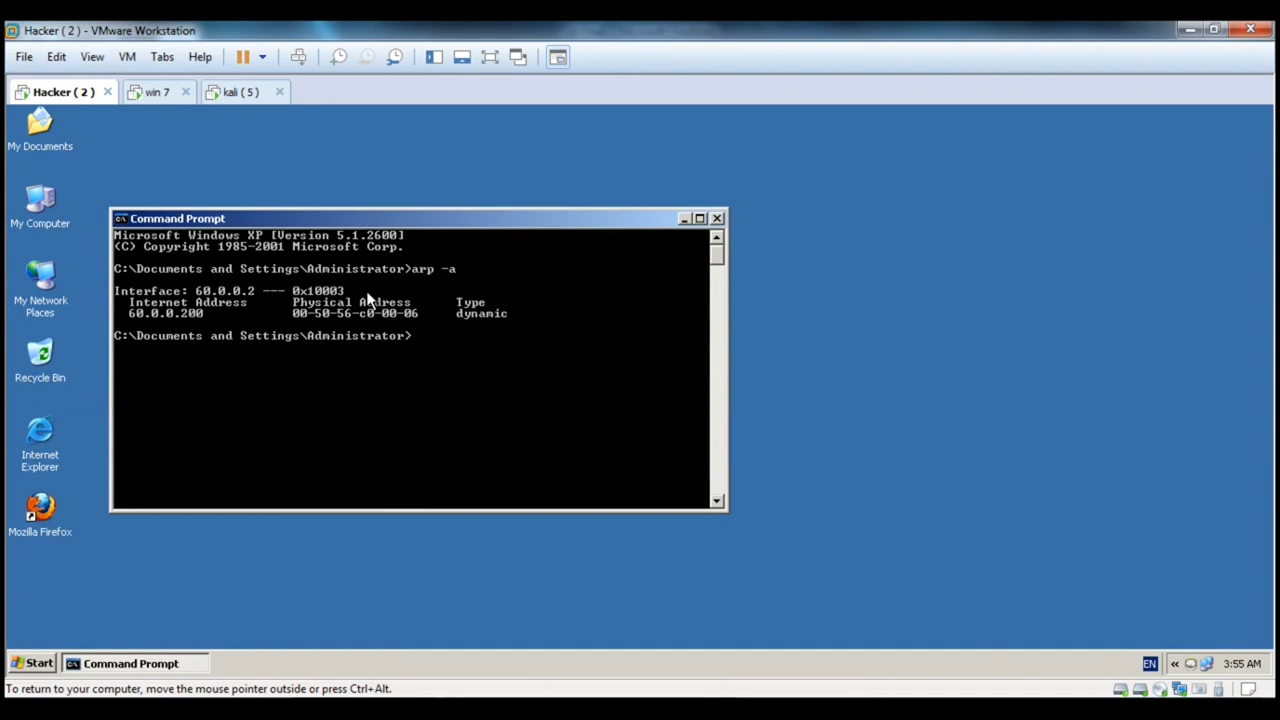 Hacker ( 2 ) - VMware Workstation
File Edit View VM Tabs Help
Hacker ( 2 ) win 7 kali ( 5 )
My Documents
My Computer
My Network
Places
Recycle Bin
Internet
Explorer
Mozilla Firefox
Command Prompt
Microsoft Windows XP [Version 5.1.2600]
(C) Copyright 1985-2001 Microsoft Corp.
C:\Documents and Settings\Administrator>arp -a
Interface: 60.0.0.2 --- 0x10003
Internet Address Physical Address Type
60.0.0.200 00-50-56-c0-00-06 dynamic
C:\Documents and Settings\Administrator>
Start Command Prompt EN « 3:55 AM
To return to your computer, move the mouse pointer outside or press Ctrl+Alt.